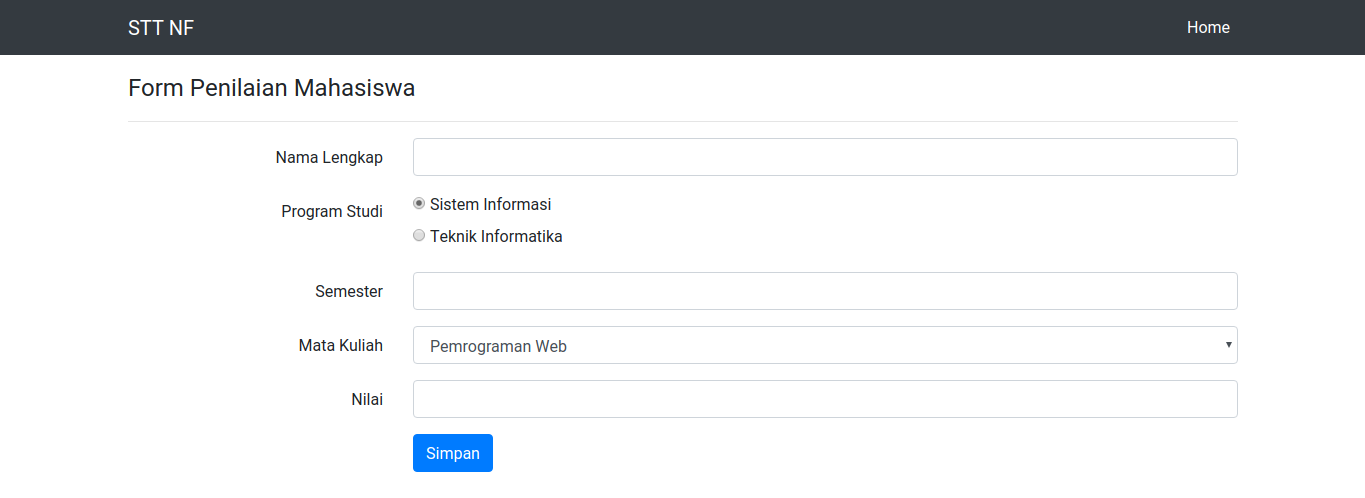 STT NF
Home
Form Penilaian Mahasiswa
Nama Lengkap
Program Studi
Sistem Informasi
Teknik Informatika
Semester
Mata Kuliah
Pemrograman Web
Nilai
Simpan